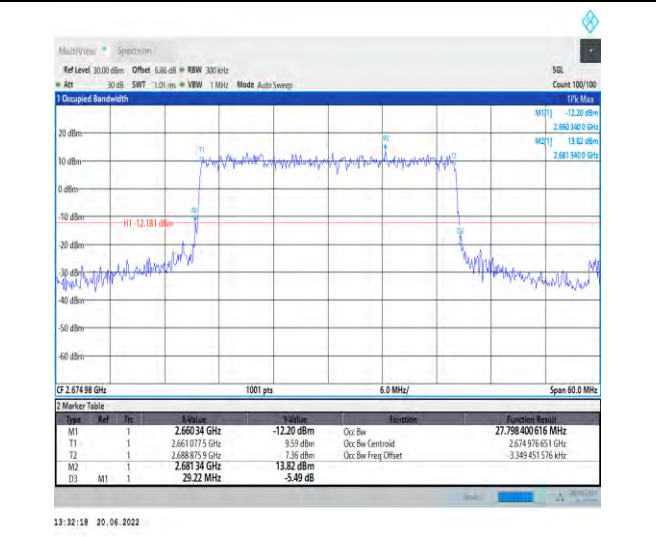 MultiView Spectrum
Ref Level 30.00 dBm Offset 6.86 dB RBW 300 kHz SGL
Att 30 dB SWT 1.01 ms VBW 1 MHz Mode Auto Sweep Count 100/100
1 Occupied Bandwidth 1Pk Max
M1[1] -12.20 dBm
2.660 340 0 GHz
M2[1] 13.82 dBm
2.681 340 0 GHz
20 dBm
M2
T1
T2
10 dBm
0 dBm
M1
-10 dBm
H1 -12.181 dBm
D3
-20 dBm
-30 dBm
-40 dBm
-50 dBm
-60 dBm
CF 2.674 98 GHz 1001 pts 6.0 MHz/ Span 60.0 MHz
2 Marker Table
Type Ref Trc X-Value Y-Value Function Function Result
M1 1 2.660 34 GHz -12.20 dBm Occ Bw 27.798 400 616 MHz
T1 1 2.661 077 5 GHz 9.59 dBm Occ Bw Centroid 2.674 976 651 GHz
T2 1 2.688 875 9 GHz 7.36 dBm Occ Bw Freq Offset -3.349 451 576 kHz
M2 1 2.681 34 GHz 13.82 dBm
D3 M1 1 29.22 MHz -5.49 dB
13:32:18 20.06.2022